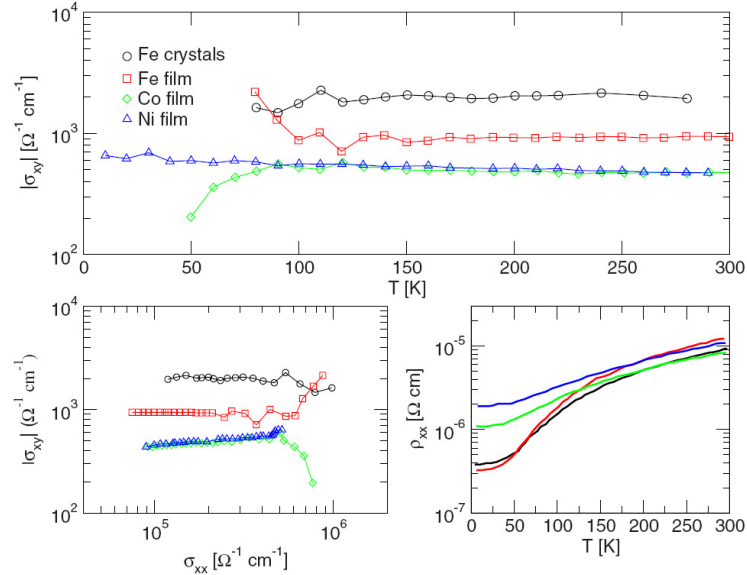 10⁴
10³
10²
|σxy| [Ω⁻¹ cm⁻¹]
Fe crystals
Fe film
Co film
Ni film
0 50 100 150 200 250 300
T [K]
10⁴
10³
10²
|σxy| (Ω⁻¹ cm⁻¹)
10⁵ 10⁶
σxx [Ω⁻¹ cm⁻¹]
10⁻⁵
10⁻⁶
10⁻⁷
ρxx [Ω cm]
0 50 100 150 200 250 300
T [K]